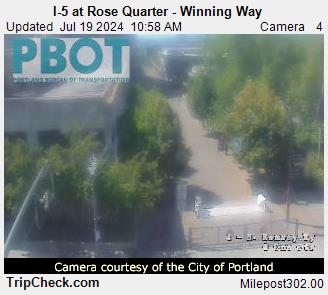 I-5 at Rose Quarter - Winning Way
Updated Jul 19 2024 10:58 AM Camera 4
PBOT
PORTLAND BUREAU OF TRANSPORTATION
Camera courtesy of the City of Portland
TripCheck.com Milepost302.00